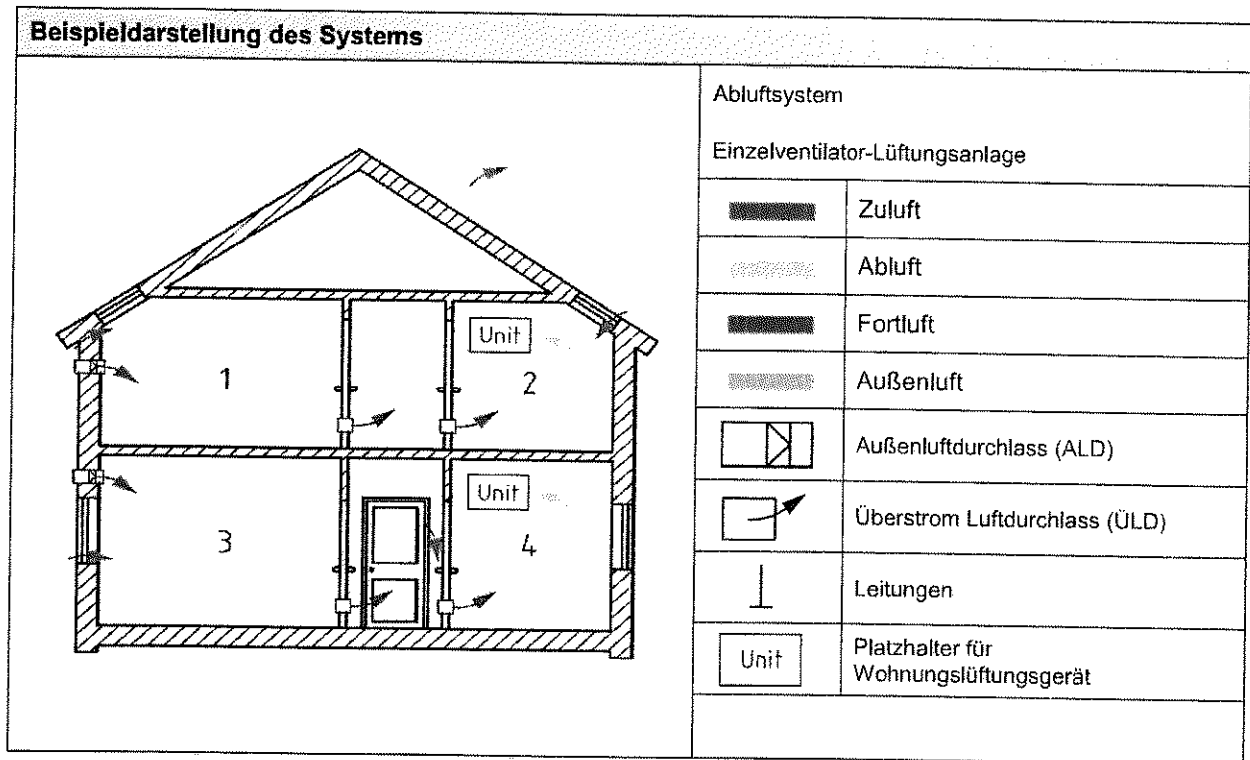 Beispieldarstellung des Systems
Abluftsystem
Einzelventilator-Lüftungsanlage
Zuluft
Abluft
Fortluft
Außenluft
Außenluftdurchlass (ALD)
Überstrom Luftdurchlass (ÜLD)
Leitungen
Unit
Platzhalter für
Wohnungslüftungsgerät
Unit
1
2
Unit
3
4